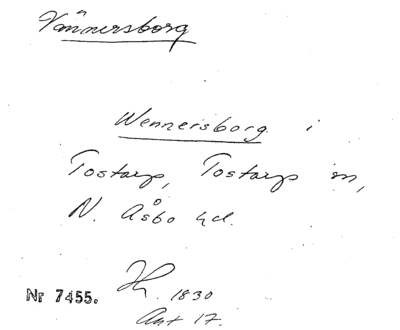 Vännersborg
Wennersborg i
Tostarp, Tostarps sn,
N. Åsbo hd.
Nr 7455.
1830
Akt 17.